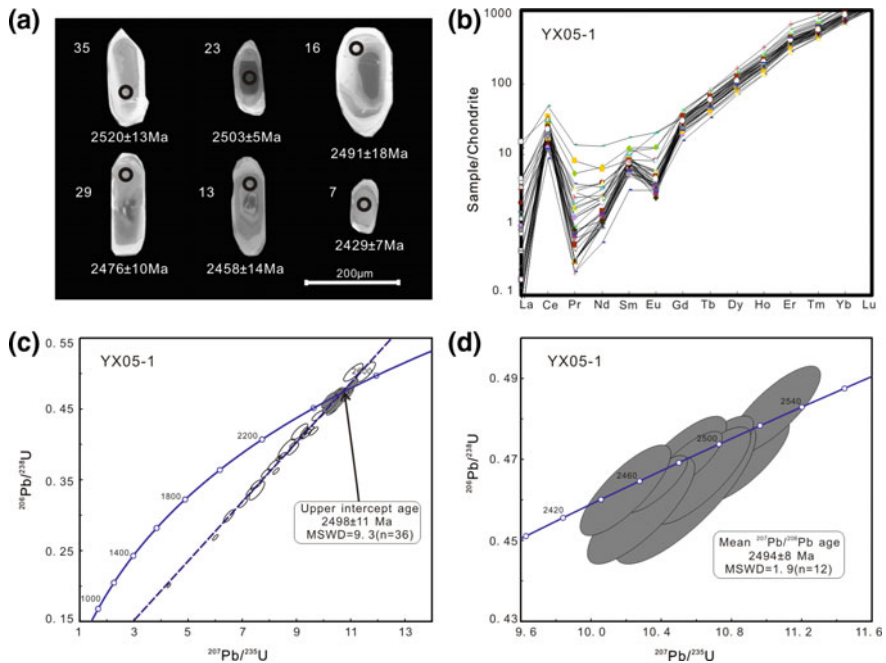 (a)
35
23
16
2520±13Ma
2503±5Ma
2491±18Ma
29
13
7
2476±10Ma
2458±14Ma
2429±7Ma
200μm
(b)
YX05-1
Sample/Chondrite
1000
100
10
1
0.1
La Ce Pr Nd Sm Eu Gd Tb Dy Ho Er Tm Yb Lu
(c)
YX05-1
²⁰⁶Pb/²³⁸U
0.55
0.45
0.35
0.25
0.15
2600
2200
1800
1400
1000
Upper intercept age
2498±11 Ma
MSWD=9.3(n=36)
1 3 5 7 9 11 13
²⁰⁷Pb/²³⁵U
(d)
YX05-1
²⁰⁶Pb/²³⁸U
0.49
0.47
0.45
0.43
2540
2500
2460
2420
Mean ²⁰⁷Pb/²⁰⁶Pb age
2494±8 Ma
MSWD=1.9(n=12)
9.6 10.0 10.4 10.8 11.2 11.6
²⁰⁷Pb/²³⁵U